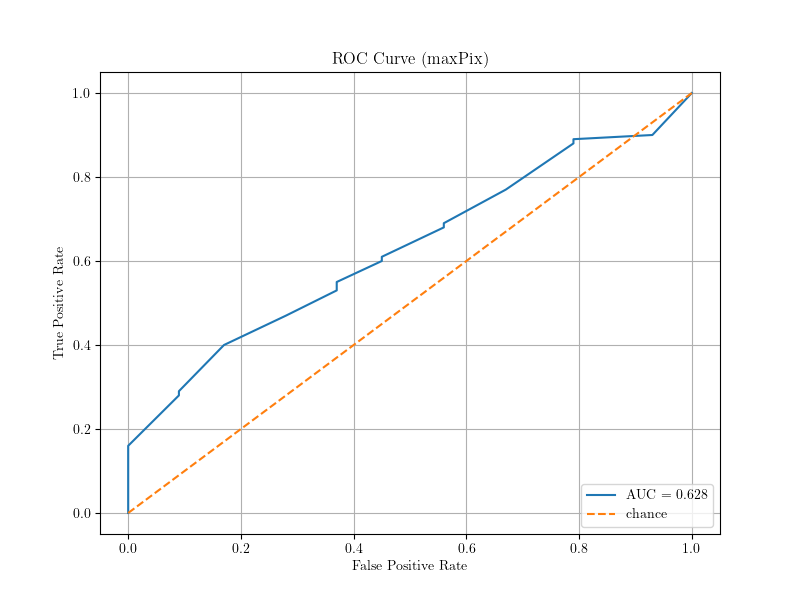 ROC Curve (maxPix)
True Positive Rate
1.0
0.8
0.6
0.4
0.2
0.0
AUC = 0.628
chance
0.0
0.2
0.4
0.6
0.8
1.0
False Positive Rate